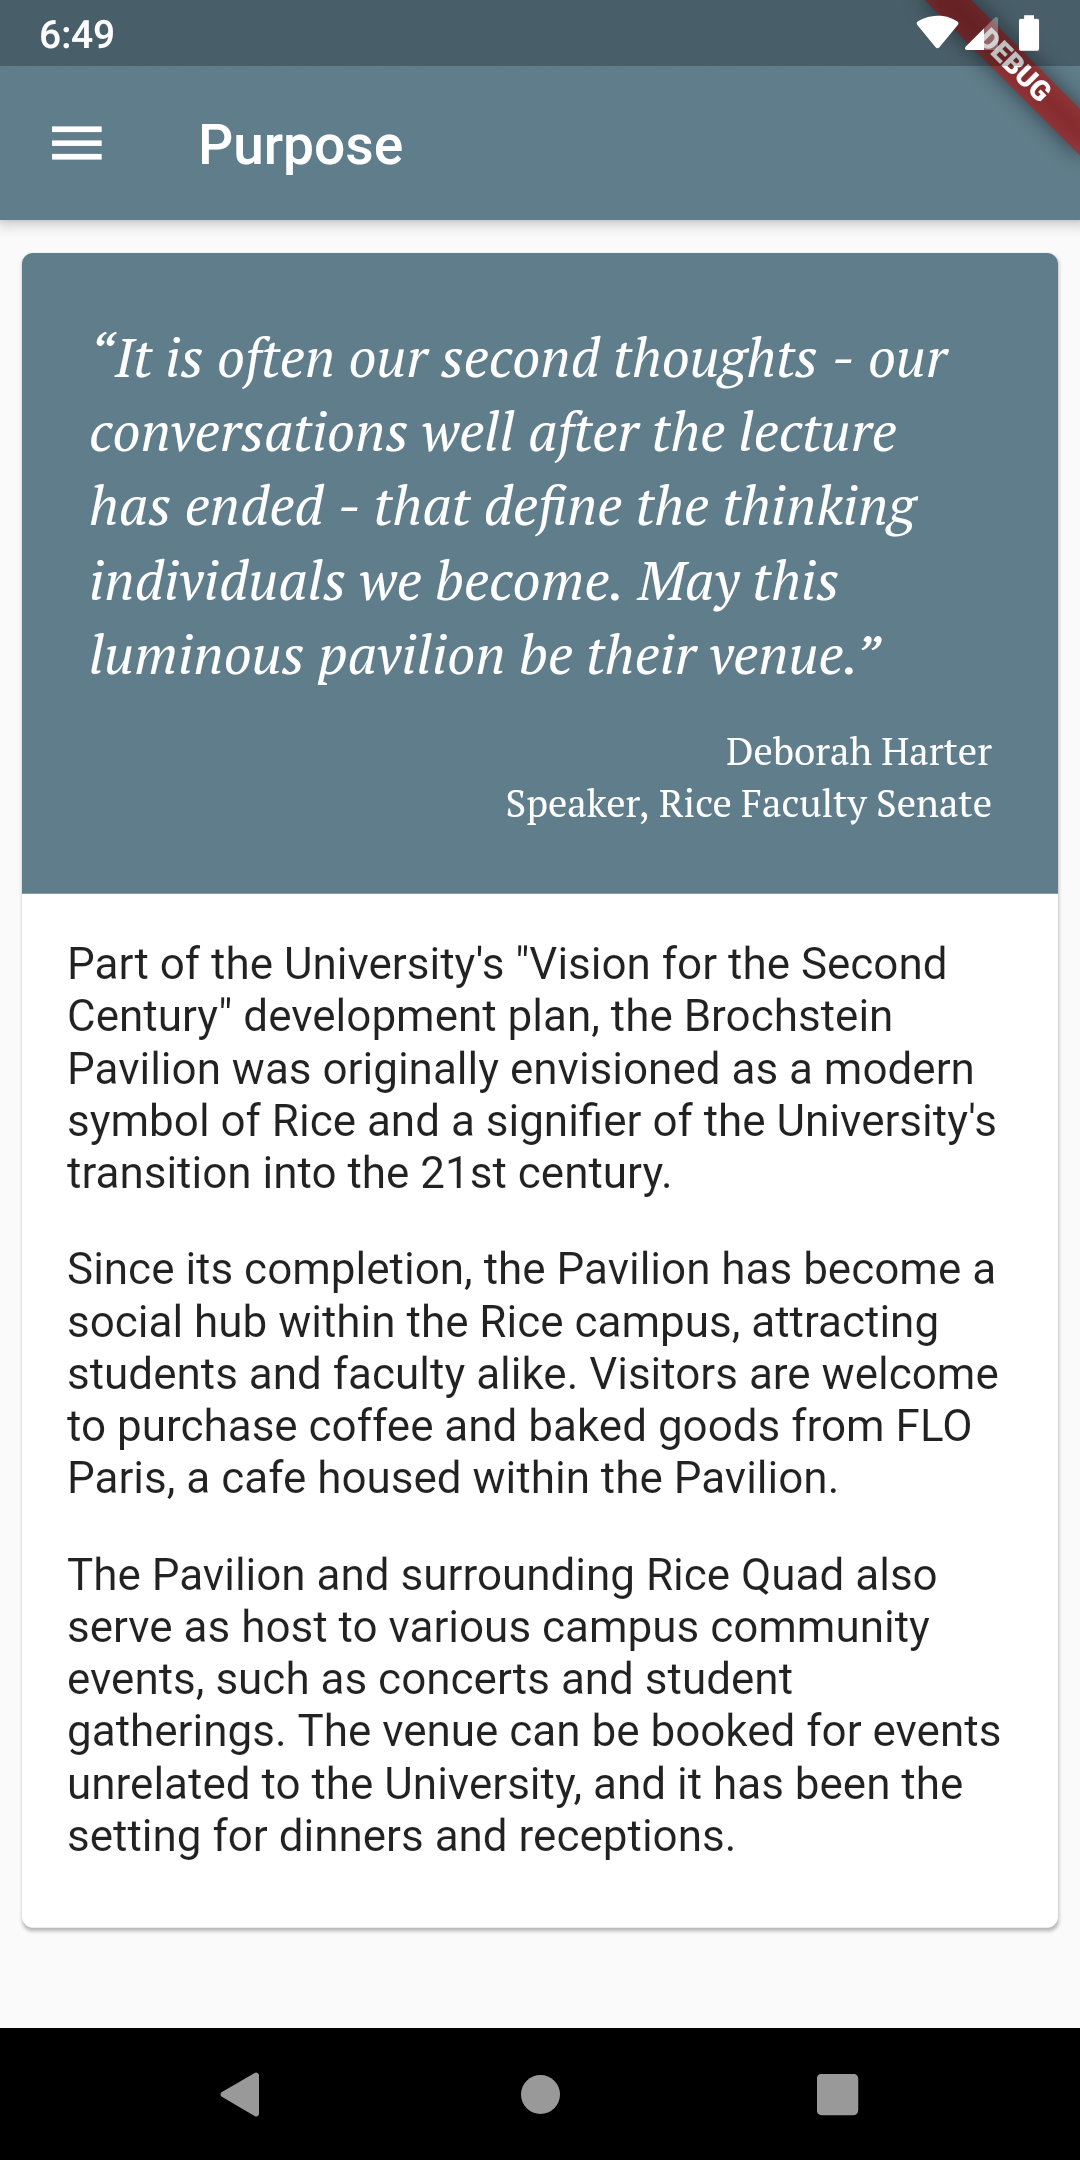 6:49
DEBUG
Purpose
“It is often our second thoughts - our
conversations well after the lecture
has ended - that define the thinking
individuals we become. May this
luminous pavilion be their venue.”
Deborah Harter
Speaker, Rice Faculty Senate
Part of the University's "Vision for the Second
Century" development plan, the Brochstein
Pavilion was originally envisioned as a modern
symbol of Rice and a signifier of the University's
transition into the 21st century.
Since its completion, the Pavilion has become a
social hub within the Rice campus, attracting
students and faculty alike. Visitors are welcome
to purchase coffee and baked goods from FLO
Paris, a cafe housed within the Pavilion.
The Pavilion and surrounding Rice Quad also
serve as host to various campus community
events, such as concerts and student
gatherings. The venue can be booked for events
unrelated to the University, and it has been the
setting for dinners and receptions.